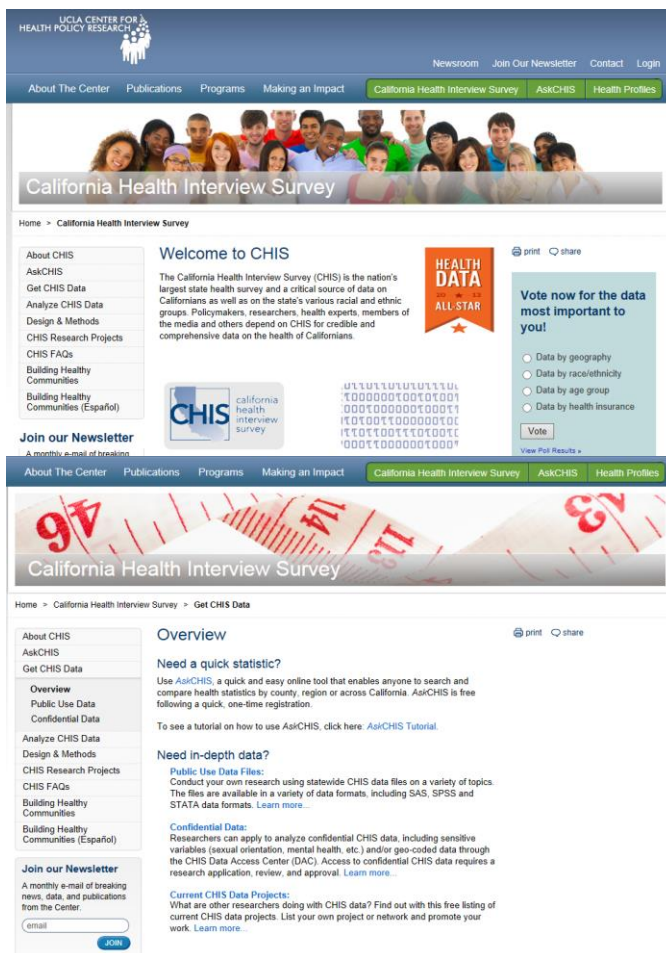 UCLA CENTER FOR
HEALTH POLICY RESEARCH
Newsroom Join Our Newsletter Contact Login
About The Center Publications Programs Making an Impact California Health Interview Survey AskCHIS Health Profiles
California Health Interview Survey
Home > California Health Interview Survey
About CHIS
AskCHIS
Get CHIS Data
Analyze CHIS Data
Design & Methods
CHIS Research Projects
CHIS FAQs
Building Healthy
Communities
Building Healthy
Communities (Español)
Join our Newsletter
A monthly e-mail of breaking
Welcome to CHIS
The California Health Interview Survey (CHIS) is the nation's
largest state health survey and a critical source of data on
Californians as well as on the state's various racial and ethnic
groups. Policymakers, researchers, health experts, members of
the media and others depend on CHIS for credible and
comprehensive data on the health of Californians.
HEALTH
DATA
20 12
ALL-STAR
CHIS
california
health
interview
survey
print share
Vote now for the data
most important to
you!
Data by geography
Data by race/ethnicity
Data by age group
Data by health insurance
Vote
View Poll Results »
About The Center Publications Programs Making an Impact California Health Interview Survey AskCHIS Health Profiles
46 114 113
California Health Interview Survey
Home > California Health Interview Survey > Get CHIS Data
About CHIS
AskCHIS
Get CHIS Data
Overview
Public Use Data
Confidential Data
Analyze CHIS Data
Design & Methods
CHIS Research Projects
CHIS FAQs
Building Healthy
Communities
Building Healthy
Communities (Español)
Join our Newsletter
A monthly e-mail of breaking
news, data, and publications
from the Center.
email
JOIN
Overview
print share
Need a quick statistic?
Use AskCHIS, a quick and easy online tool that enables anyone to search and
compare health statistics by county, region or across California. AskCHIS is free
following a quick, one-time registration.
To see a tutorial on how to use AskCHIS, click here: AskCHIS Tutorial.
Need in-depth data?
Public Use Data Files:
Conduct your own research using statewide CHIS data files on a variety of topics.
The files are available in a variety of data formats, including SAS, SPSS and
STATA data formats. Learn more...
Confidential Data:
Researchers can apply to analyze confidential CHIS data, including sensitive
variables (sexual orientation, mental health, etc.) and/or geo-coded data through
the CHIS Data Access Center (DAC). Access to confidential CHIS data requires a
research application, review, and approval. Learn more...
Current CHIS Data Projects:
What are other researchers doing with CHIS data? Find out with this free listing of
current CHIS data projects. List your own project or network and promote your
work. Learn more...